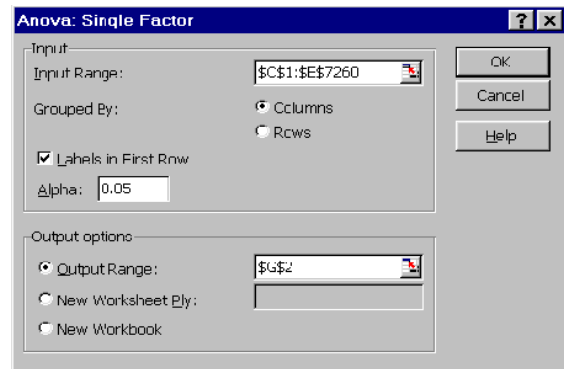 Anova: Single Factor
Input
Input Range: $C$1:$E$7260
Grouped By: Columns
Rows
Labels in First Row
Alpha: 0.05
OK
Cancel
Help
Output options
Output Range: $G$2
New Worksheet Ply:
New Workbook